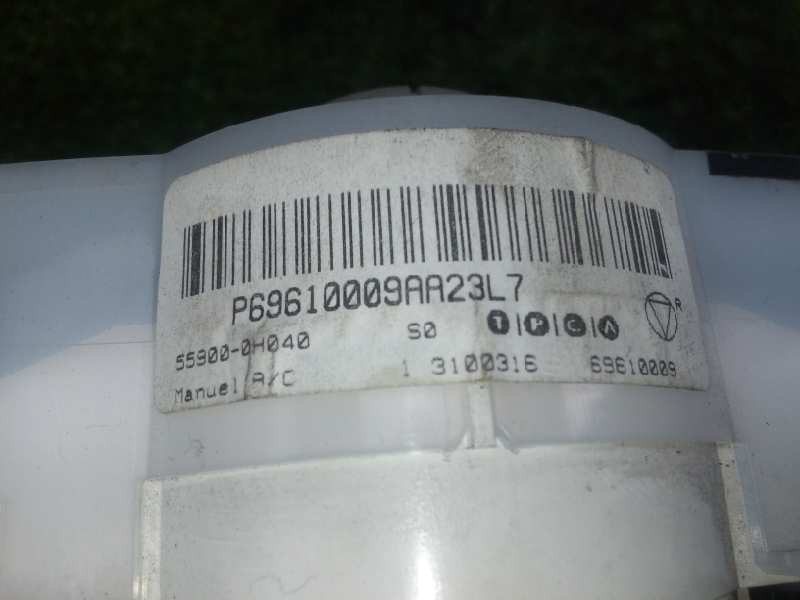 P69610009AA23L7
55900-0H040 S0 T|P|C|A R
Manuel A/C 1 3100316 69610009